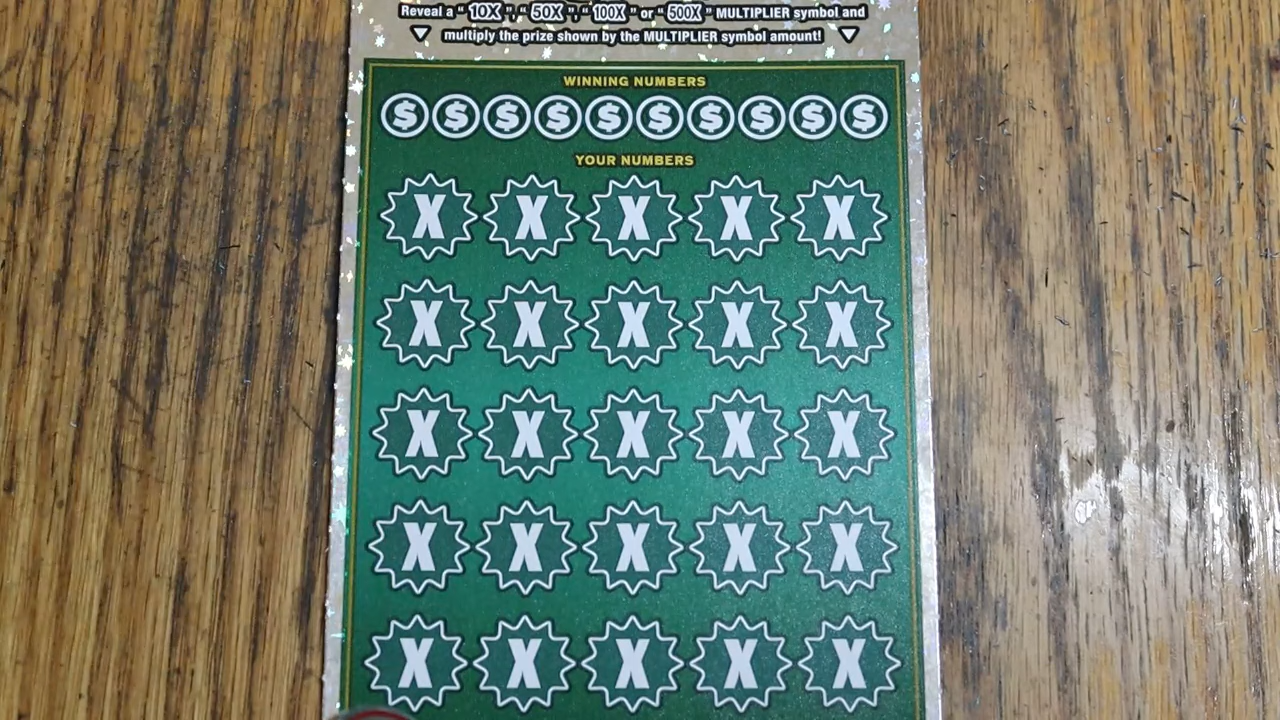 Reveal a "10X", "50X", "100X" or "500X" MULTIPLIER symbol and
multiply the prize shown by the MULTIPLIER symbol amount!
WINNING NUMBERS
$ $ $ $ $ $ $ $ $ $
YOUR NUMBERS
X X X X X
X X X X X
X X X X X
X X X X X
X X X X X